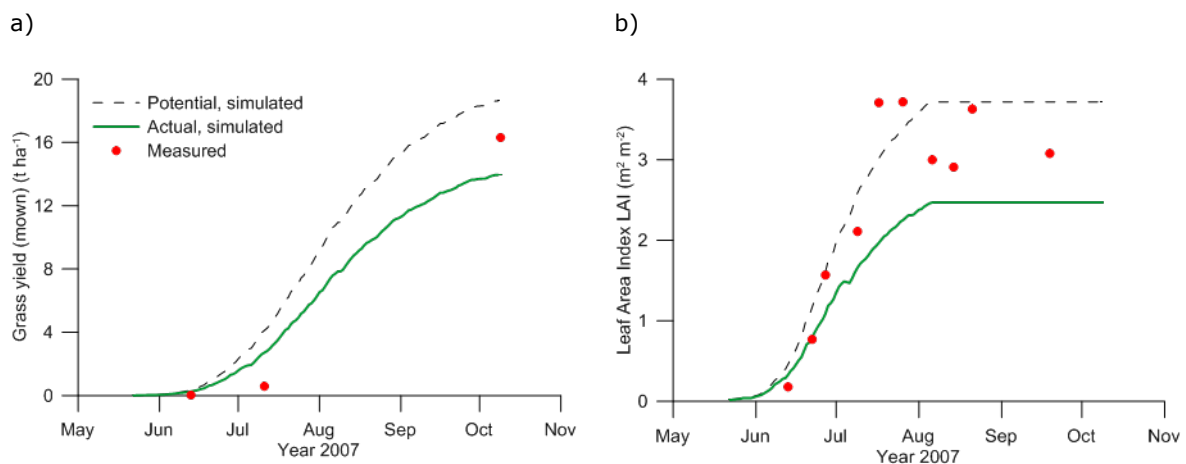 a)
Grass yield (mown) (t ha⁻¹)
20
16
12
8
4
0
Potential, simulated
Actual, simulated
Measured
May Jun Jul Aug Sep Oct Nov
Year 2007
b)
Leaf Area Index LAI (m² m⁻²)
4
3
2
1
0
May Jun Jul Aug Sep Oct Nov
Year 2007